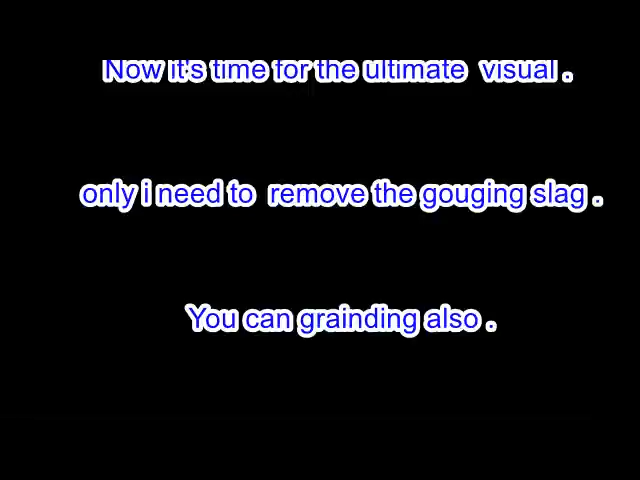 Now it's time for the ultimate  visual .
only i need to  remove the gouging slag .
You can grainding also .